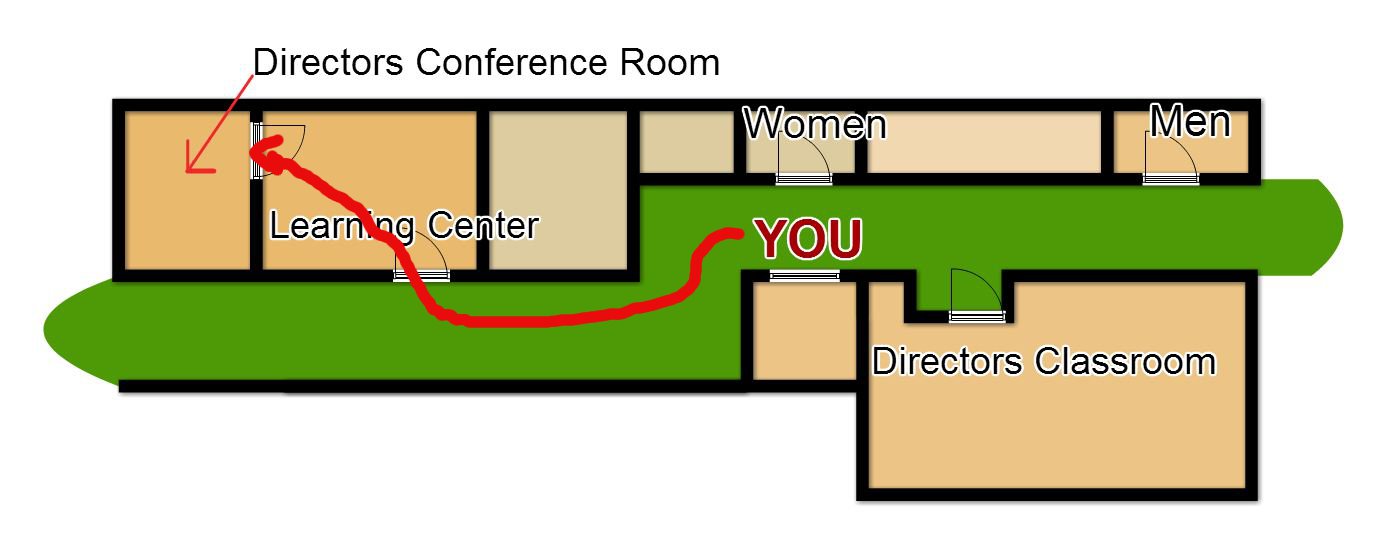 Directors Conference Room
Women
Men
Learning Center
YOU
Directors Classroom